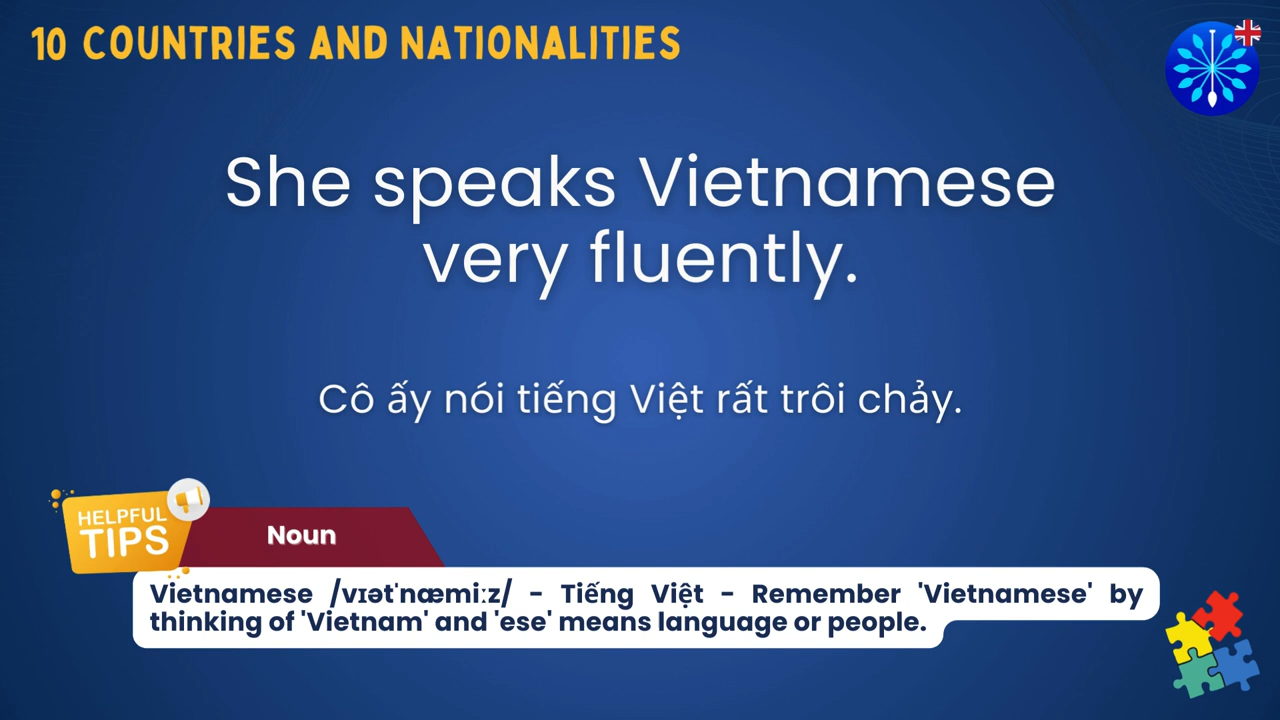 10 COUNTRIES AND NATIONALITIES
She speaks Vietnamese
very fluently.
Cô ấy nói tiếng Việt rất trôi chảy.
HELPFUL
TIPS
Noun
Vietnamese /vɪətˈnæmiːz/ - Tiếng Việt - Remember 'Vietnamese' by
thinking of 'Vietnam' and 'ese' means language or people.